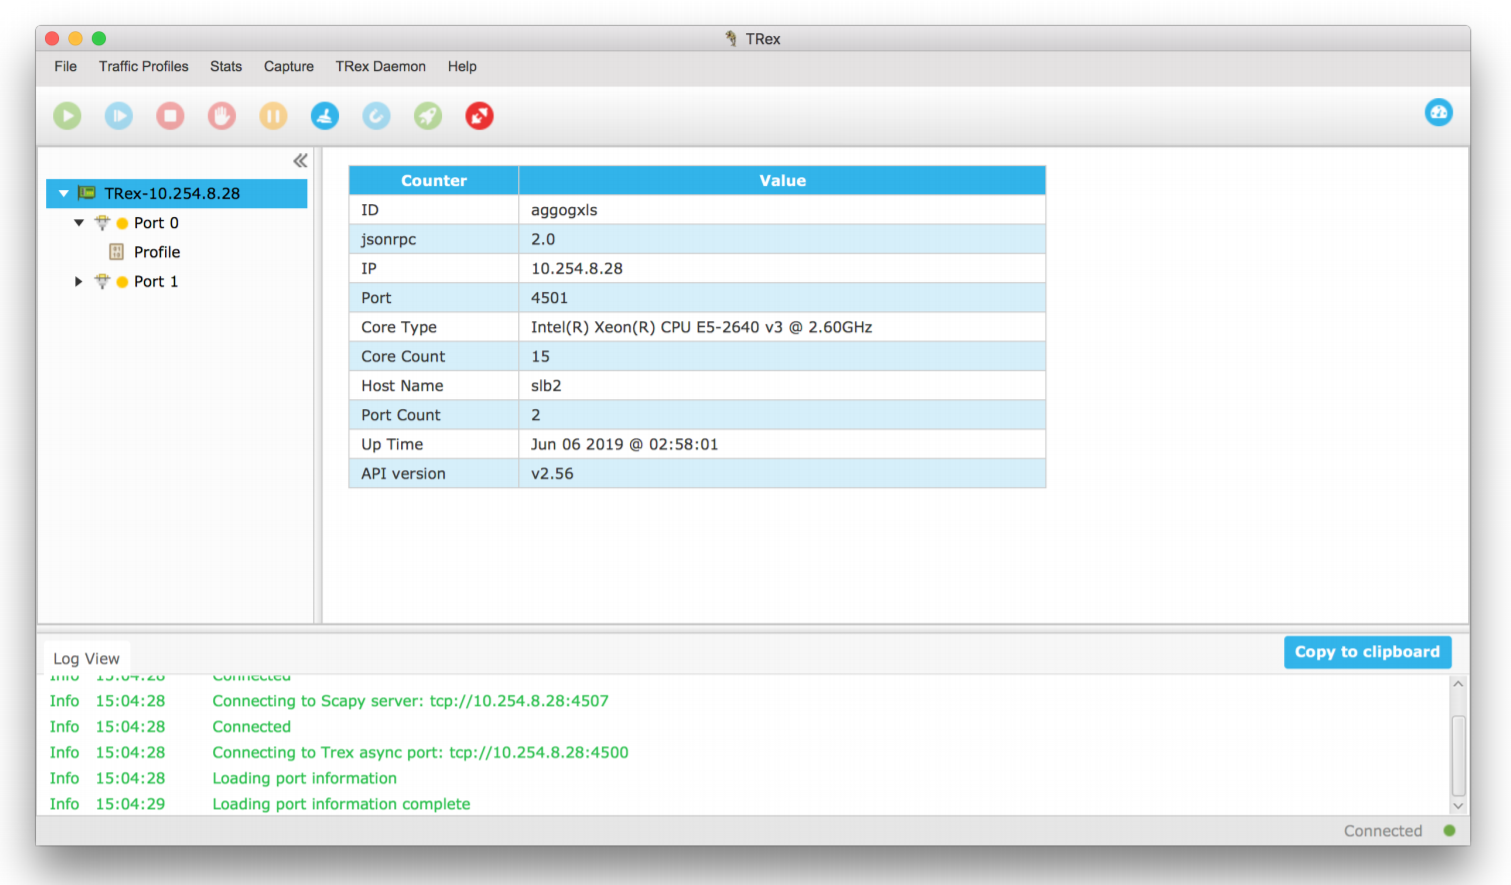 TRex
File Traffic Profiles Stats Capture TRex Daemon Help
TRex-10.254.8.28
Port 0
Profile
Port 1
Counter Value
ID aggogxls
jsonrpc 2.0
IP 10.254.8.28
Port 4501
Core Type Intel(R) Xeon(R) CPU E5-2640 v3 @ 2.60GHz
Core Count 15
Host Name slb2
Port Count 2
Up Time Jun 06 2019 @ 02:58:01
API version v2.56
Log View
Copy to clipboard
Info 15:04:28 Connected
Info 15:04:28 Connecting to Scapy server: tcp://10.254.8.28:4507
Info 15:04:28 Connected
Info 15:04:28 Connecting to Trex async port: tcp://10.254.8.28:4500
Info 15:04:28 Loading port information
Info 15:04:29 Loading port information complete
Connected